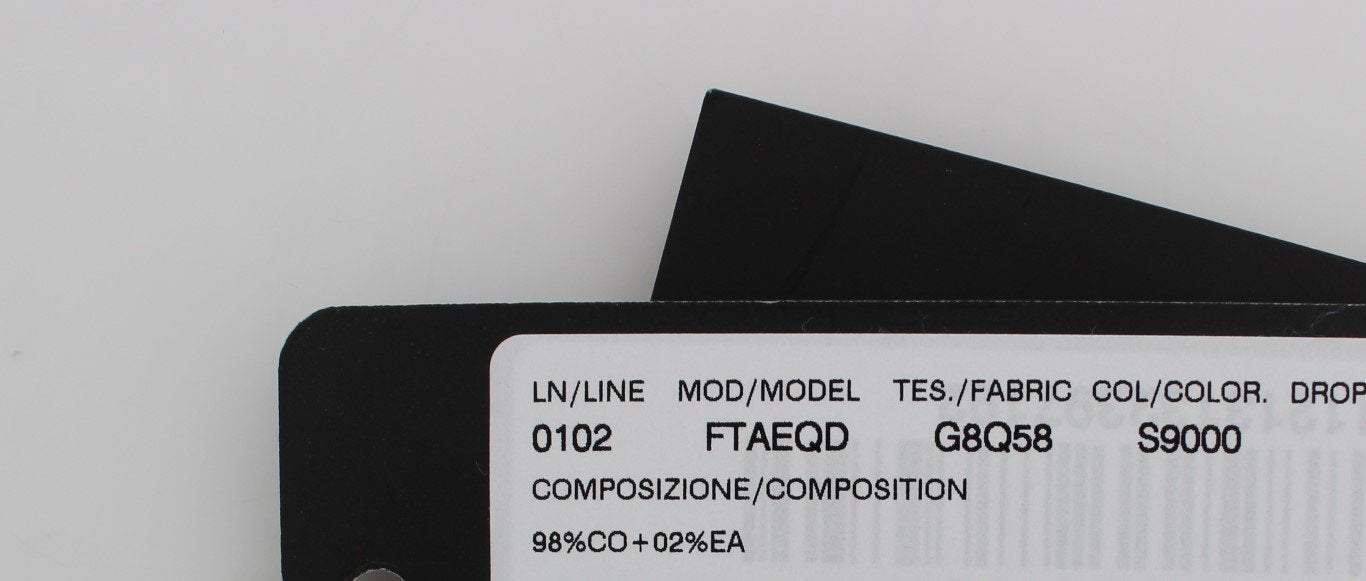 LN/LINE MOD/MODEL TES./FABRIC COL/COLOR. DROP
0102 FTAEQD G8Q58 S9000
COMPOSIZIONE/COMPOSITION
98%CO+02%EA